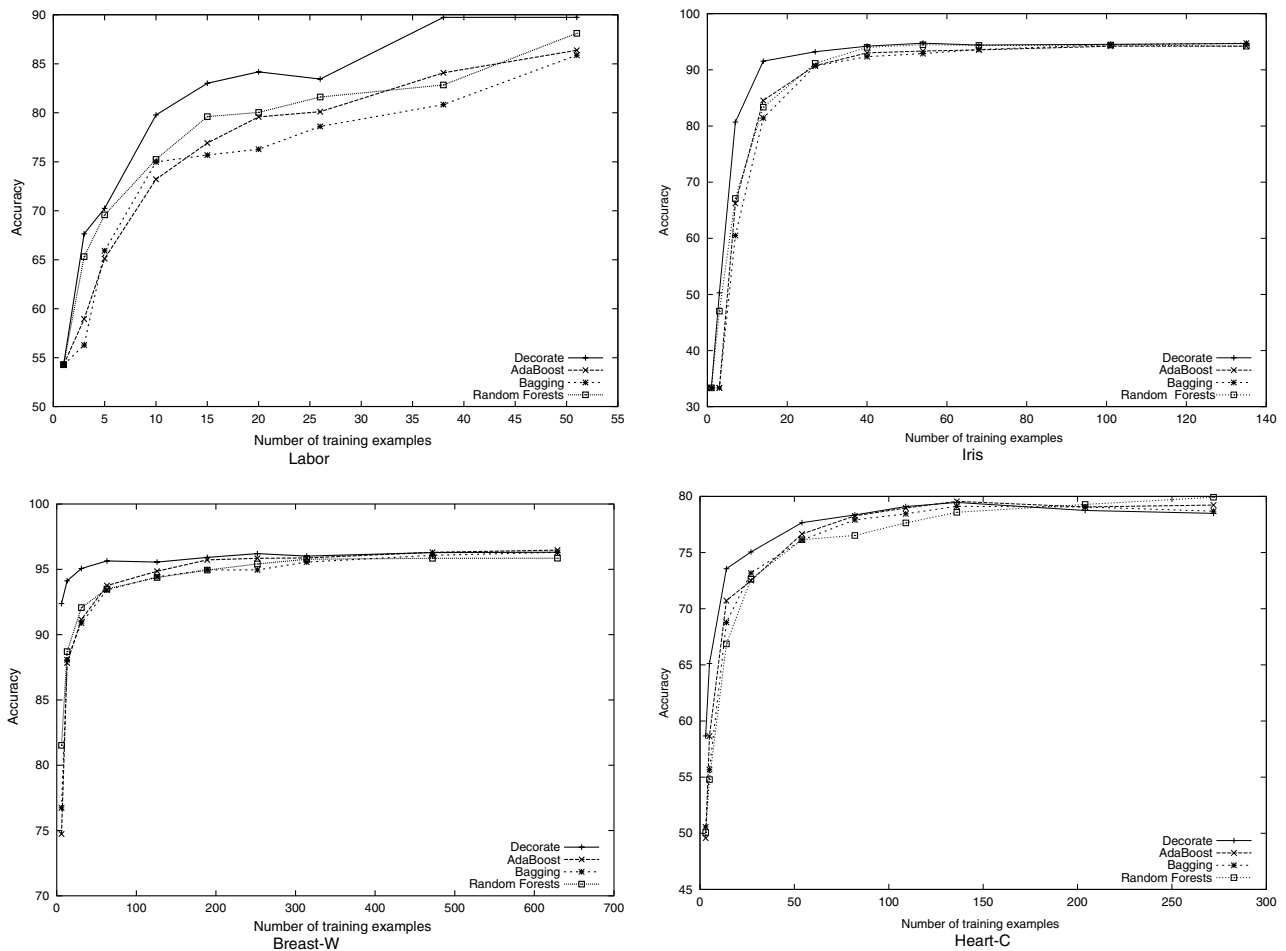 90
85
80
75
70
65
60
55
50
Accuracy
Decorate
AdaBoost
Bagging
Random Forests
0 5 10 15 20 25 30 35 40 45 50 55
Number of training examples
Labor
100
90
80
70
60
50
40
30
Accuracy
Decorate
AdaBoost
Bagging
Random Forests
0 20 40 60 80 100 120 140
Number of training examples
Iris
100
95
90
85
80
75
70
Accuracy
Decorate
AdaBoost
Bagging
Random Forests
0 100 200 300 400 500 600 700
Number of training examples
Breast-W
80
75
70
65
60
55
50
45
Accuracy
Decorate
AdaBoost
Bagging
Random Forests
0 50 100 150 200 250 300
Number of training examples
Heart-C